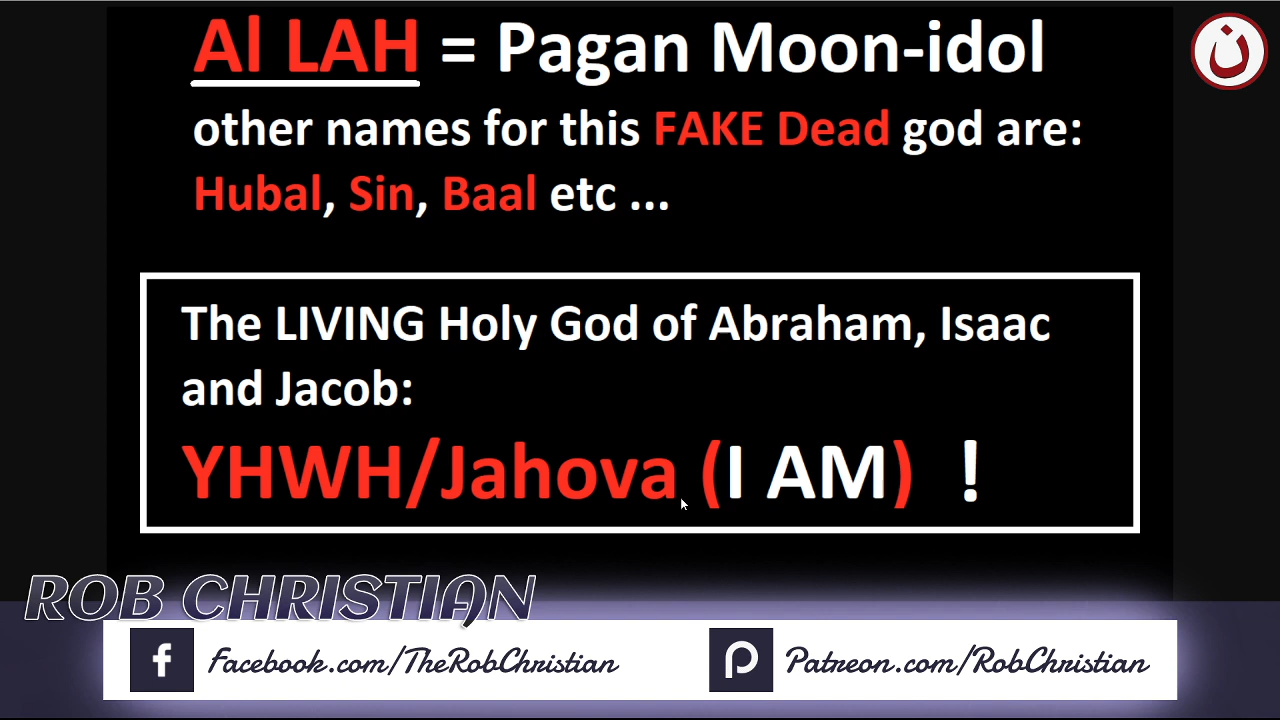 Al LAH = Pagan Moon-idol
other names for this FAKE Dead god are:
Hubal, Sin, Baal etc ...
The LIVING Holy God of Abraham, Isaac
and Jacob:
YHWH/Jahova (I AM) !
ن
ROB CHRISTIAN
Facebook.com/TheRobChristian
Patreon.com/RobChristian